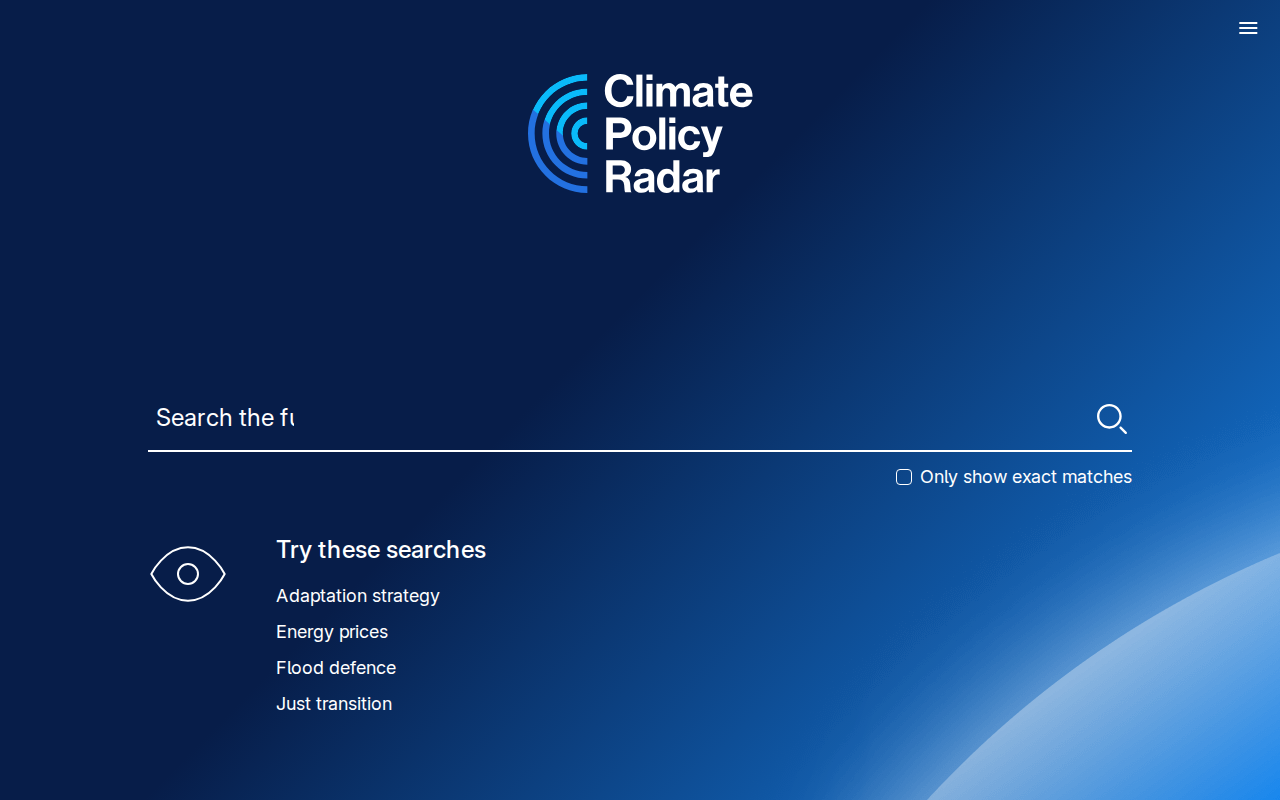 Climate
Policy
Radar
Search the
Only show exact matches
Try these searches
Adaptation strategy
Energy prices
Flood defence
Just transition